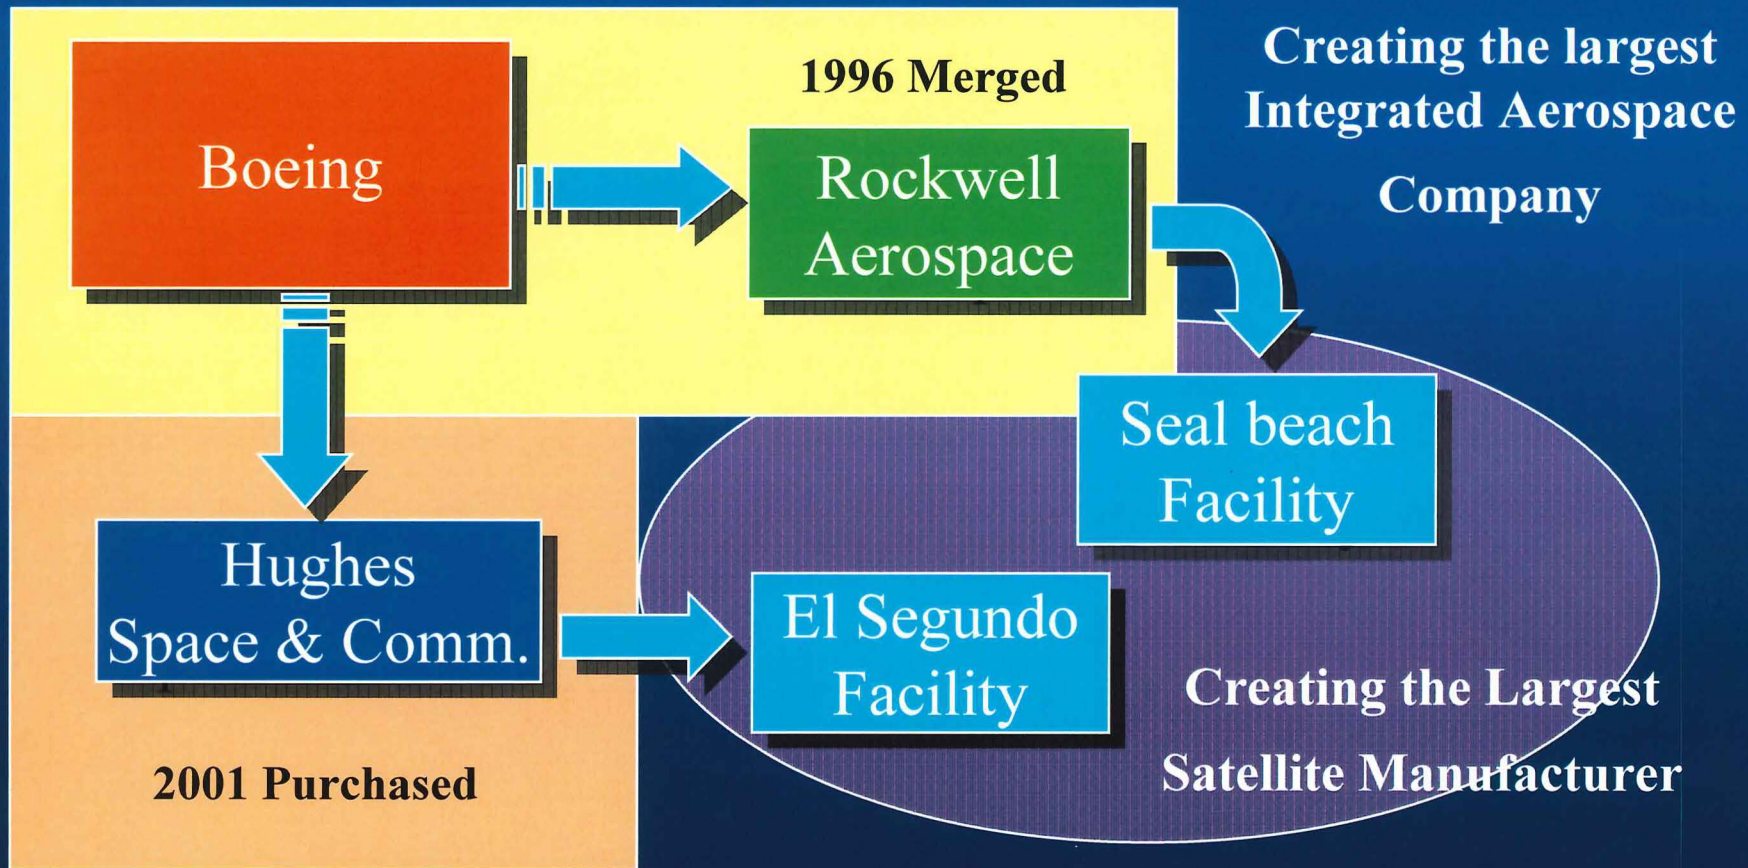 Boeing
1996 Merged
Rockwell
Aerospace
Creating the largest
Integrated Aerospace
Company
Seal beach
Facility
Hughes
Space & Comm.
El Segundo
Facility
2001 Purchased
Creating the Largest
Satellite Manufacturer